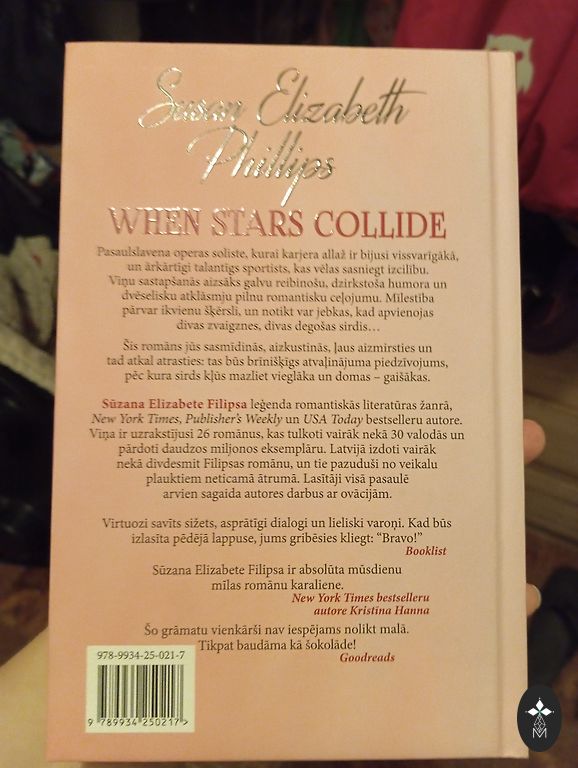 Susan Elizabeth
Phillips
WHEN STARS COLLIDE
Pasaulslavena operas soliste, kurai karjera allaž ir bijusi vissvarīgākā,
un ārkārtīgi talantīgs sportists, kas vēlas sasniegt izcilību.
Viņu sastapšanās aizsāks galvu reibinošu, dzirkstoša humora un
dvēselisku atklāsmju pilnu romantisku ceļojumu. Mīlestība
pārvar ikvienu šķērsli, un notikt var jebkas, kad apvienojas
divas zvaigznes, divas degošas sirdis...
Šis romāns jūs sasmīdinās, aizkustinās, ļaus aizmirsties un
tad atkal atrasties: tas būs brīnišķīgs atvaļinājuma piedzīvojums,
pēc kura sirds kļūs mazliet vieglāka un domas – gaišākas.
Sūzana Elizabete Filipsa leģenda romantiskās literatūras žanrā,
New York Times, Publisher's Weekly un USA Today bestselleru autore.
Viņa ir uzrakstījusi 26 romānus, kas tulkoti vairāk nekā 30 valodās un
pārdoti daudzos miljonos eksemplāru. Latvijā izdoti vairāk
nekā divdesmit Filipsas romānu, un tie pazuduši no veikalu
plauktiem neticamā ātrumā. Lasītāji visā pasaulē
arvien sagaida autores darbus ar ovācijām.
Virtuozi savīts sižets, asprātīgi dialogi un lieliski varoņi. Kad būs
izlasīta pēdējā lappuse, jums gribēsies kliegt: "Bravo!"
Booklist
Sūzana Elizabete Filipsa ir absolūta mūsdienu
mīlas romānu karaliene.
New York Times bestselleru
autore Kristina Hanna
Šo grāmatu vienkārši nav iespējams nolikt malā.
Tikpat baudāma kā šokolāde!
Goodreads
978-9934-25-021-7
9 789934 250217 >
M